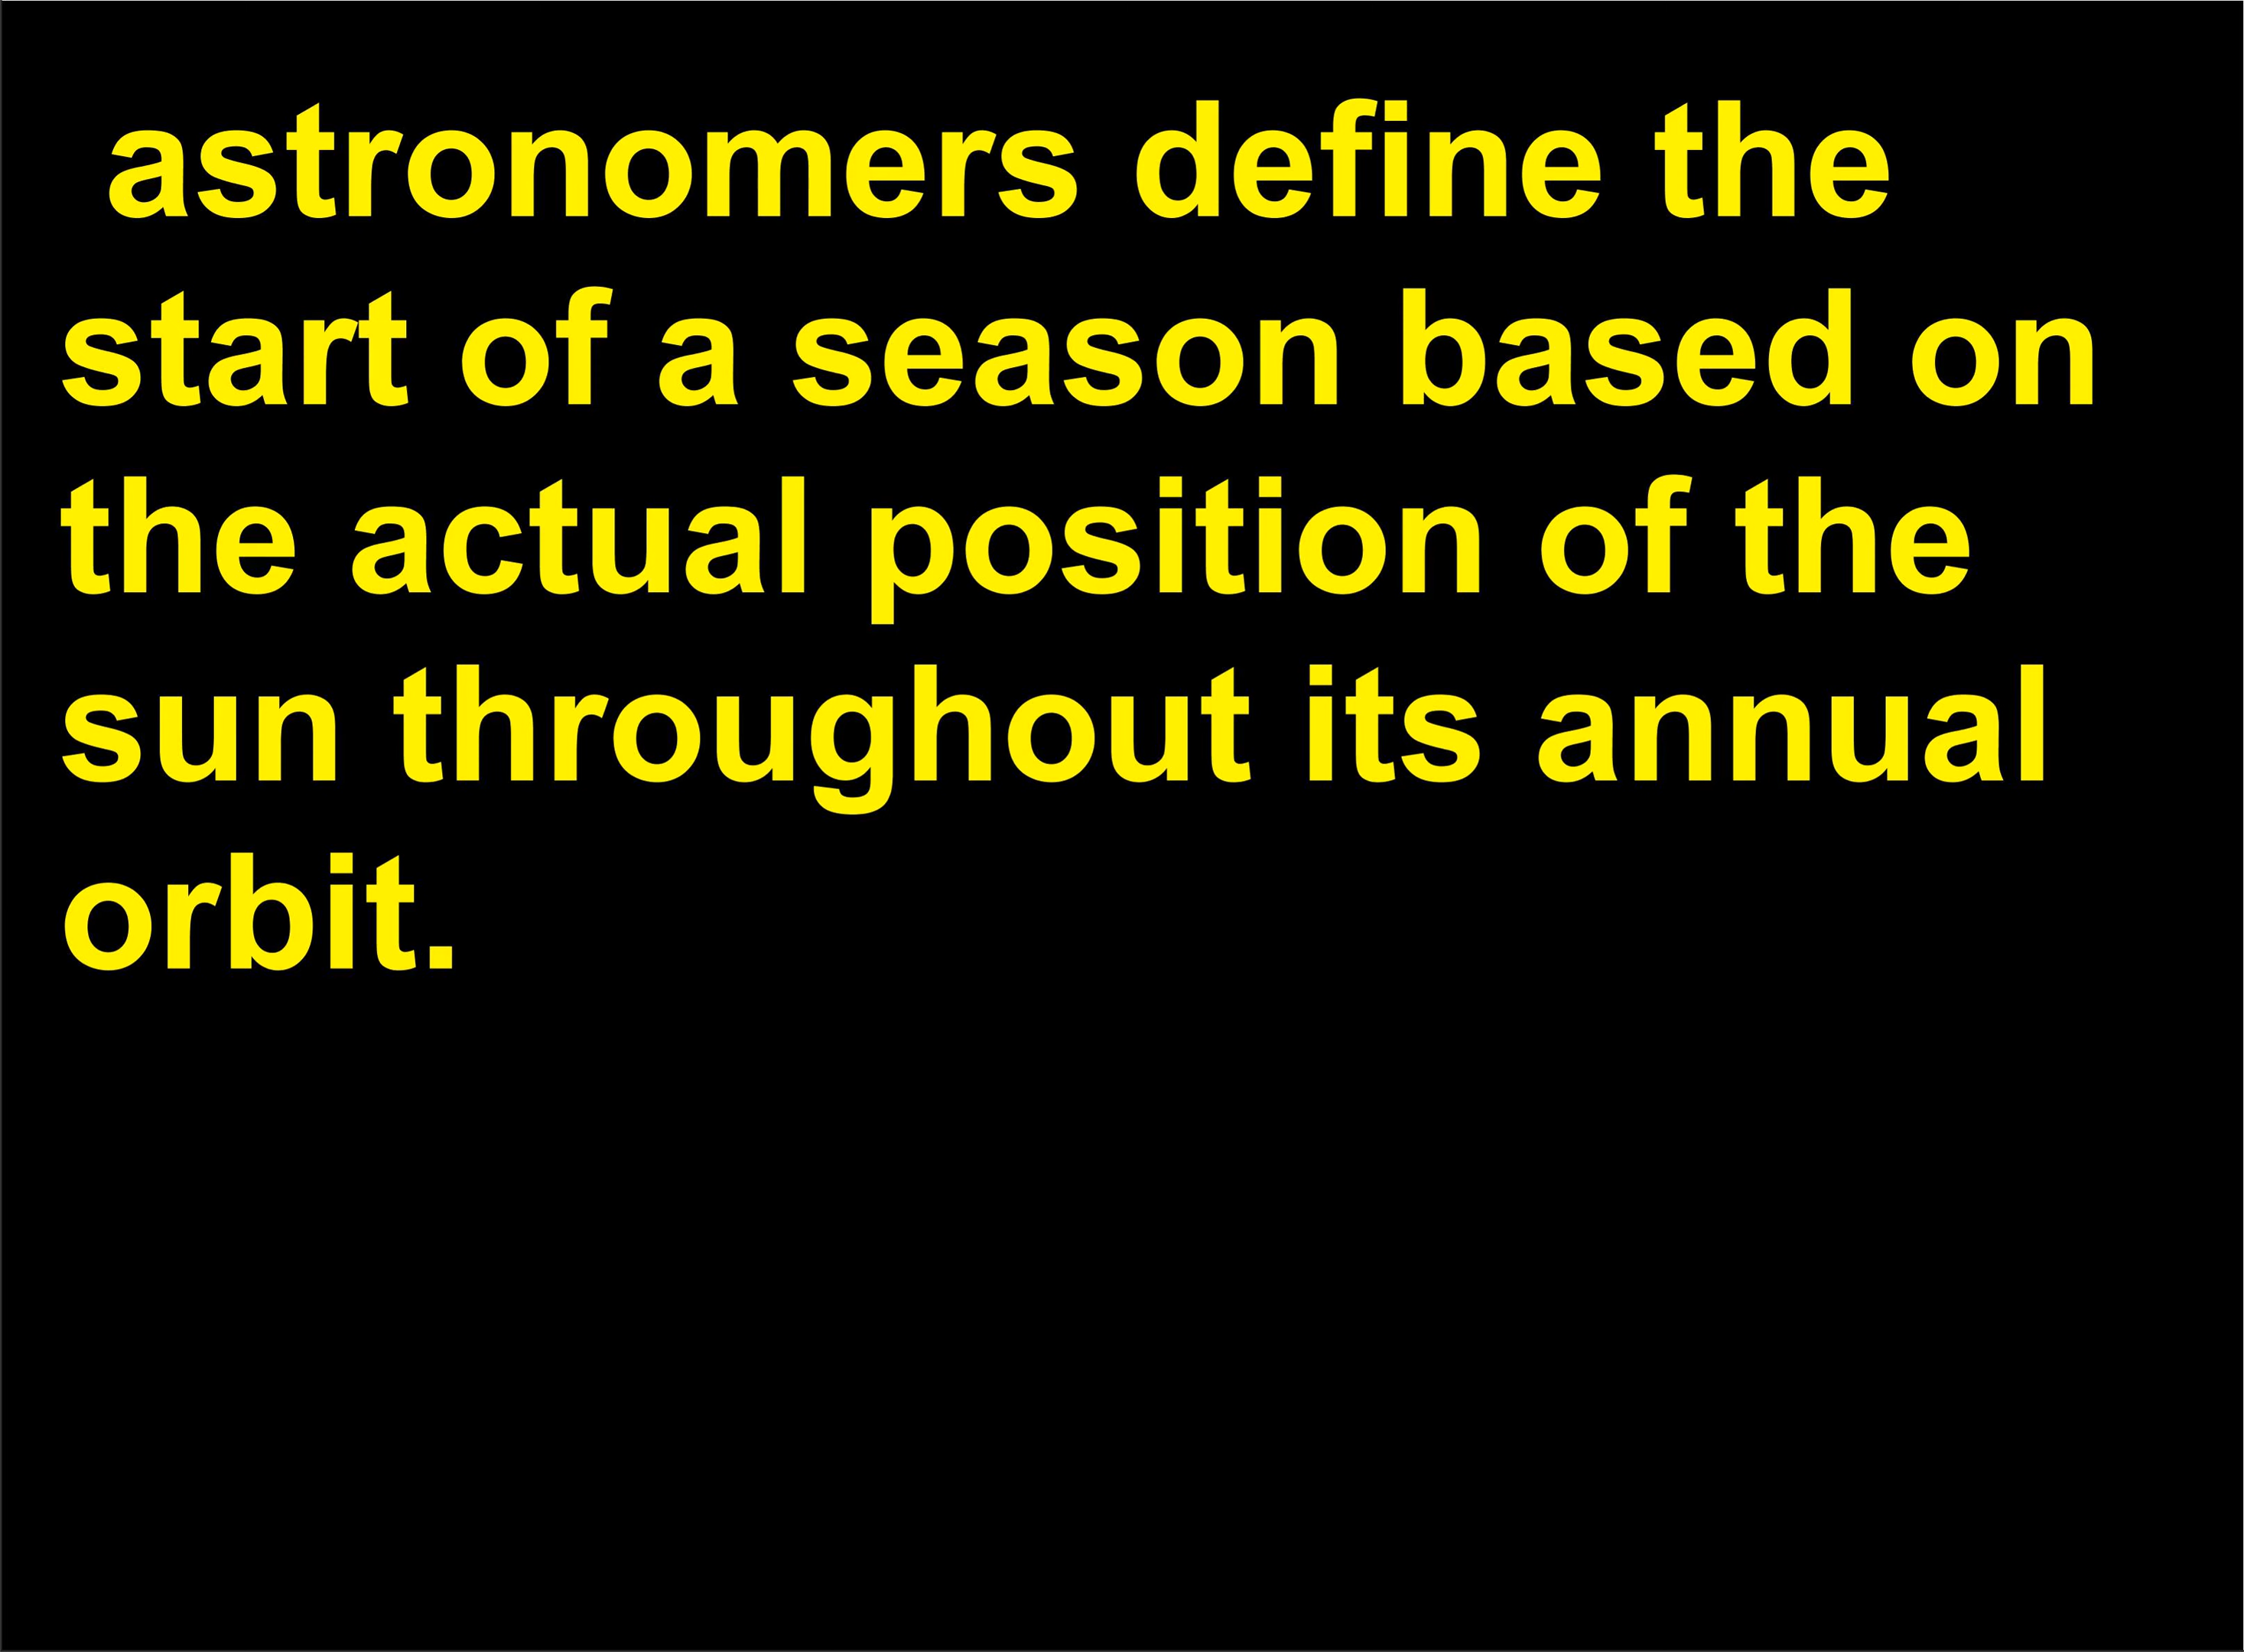 astronomers define the
start of a season based on
the actual position of the
sun throughout its annual
orbit.